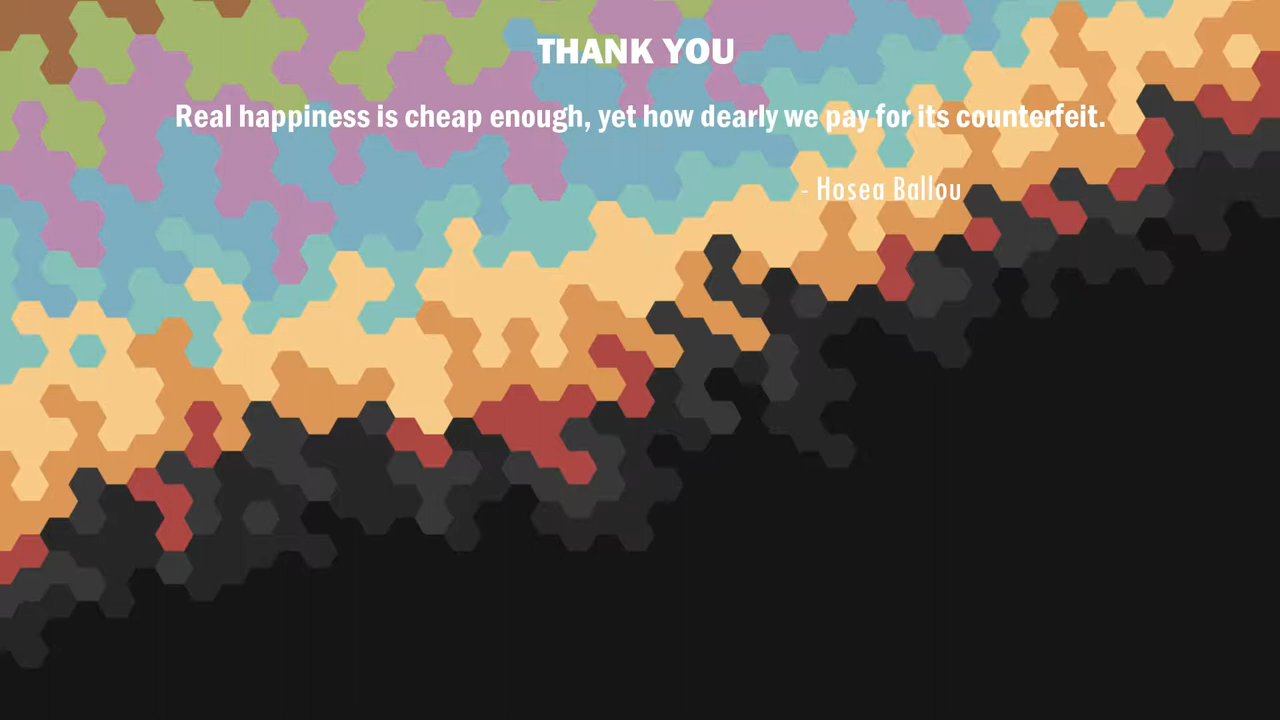 THANK YOU
Real happiness is cheap enough, yet how dearly we pay for its counterfeit.
- Hosea Ballou